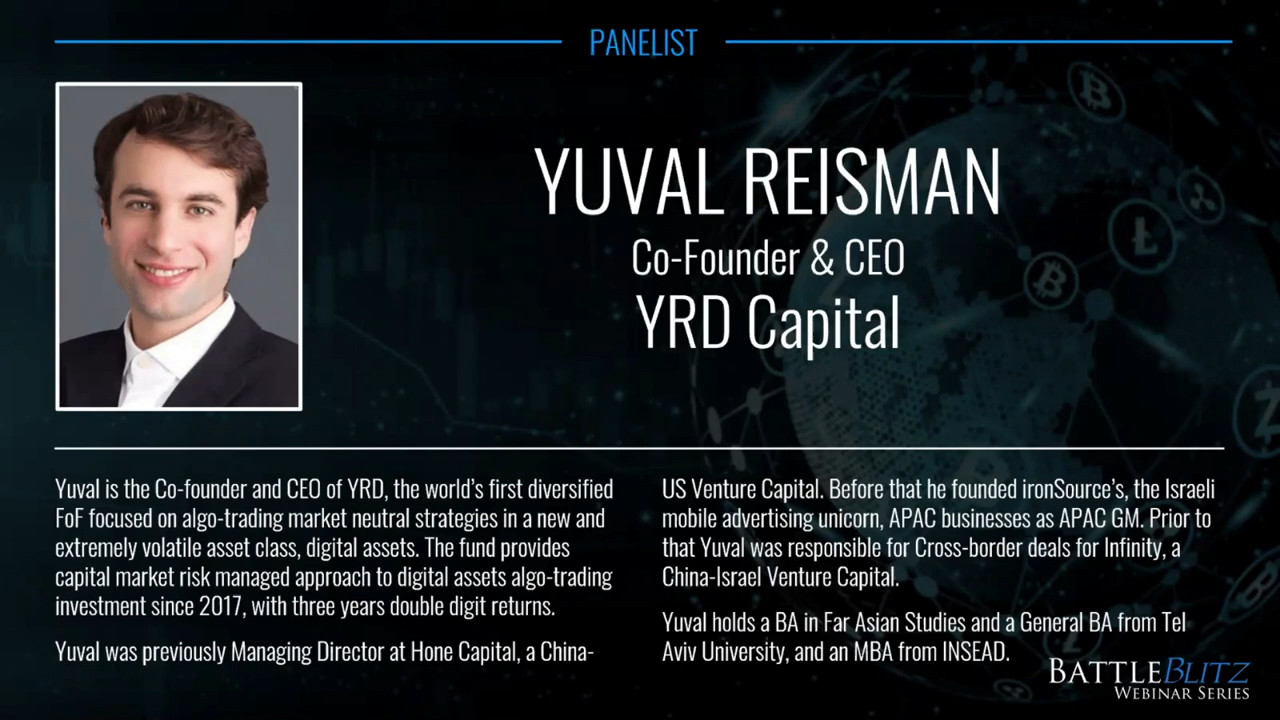 PANELIST
YUVAL REISMAN
Co-Founder & CEO
YRD Capital
Yuval is the Co-founder and CEO of YRD, the world's first diversified
FoF focused on algo-trading market neutral strategies in a new and
extremely volatile asset class, digital assets. The fund provides
capital market risk managed approach to digital assets algo-trading
investment since 2017, with three years double digit returns.
Yuval was previously Managing Director at Hone Capital, a China-
US Venture Capital. Before that he founded ironSource's, the Israeli
mobile advertising unicorn, APAC businesses as APAC GM. Prior to
that Yuval was responsible for Cross-border deals for Infinity, a
China-Israel Venture Capital.
Yuval holds a BA in Far Asian Studies and a General BA from Tel
Aviv University, and an MBA from INSEAD.
BATTLEBLITZ
WEBINAR SERIES